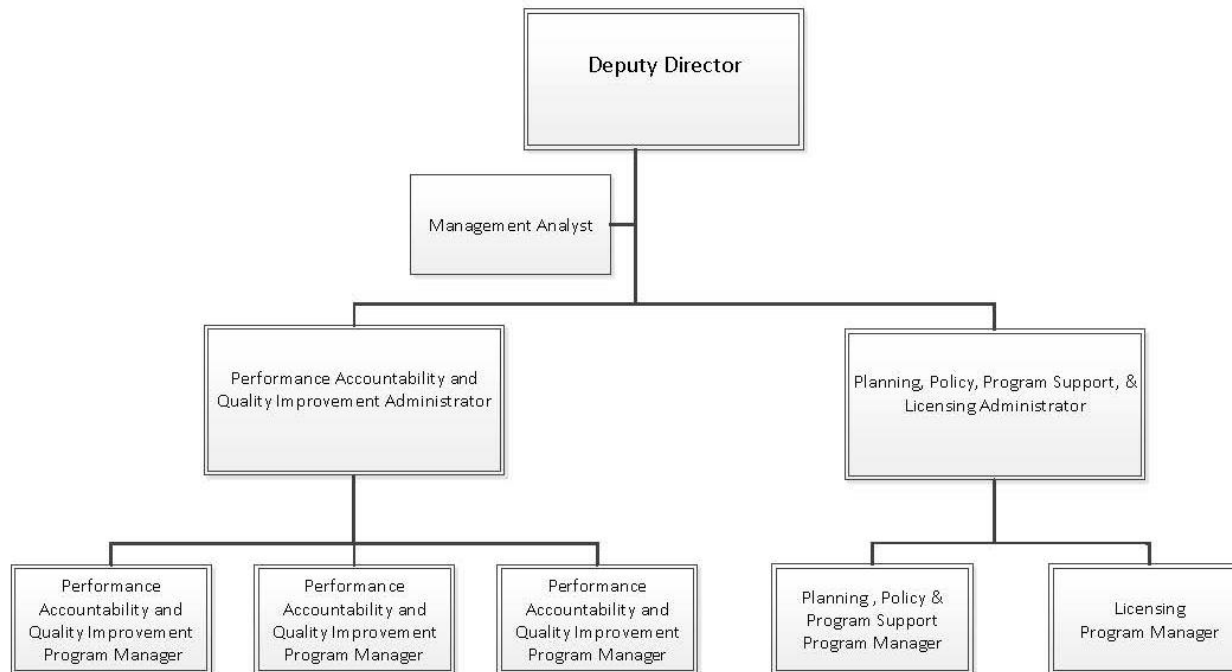 Deputy Director
Management Analyst
Performance Accountability and
Quality Improvement Administrator
Planning, Policy, Program Support, &
Licensing Administrator
Performance
Accountability and
Quality Improvement
Program Manager
Performance
Accountability and
Quality Improvement
Program Manager
Performance
Accountability and
Quality Improvement
Program Manager
Planning , Policy &
Program Support
Program Manager
Licensing
Program Manager